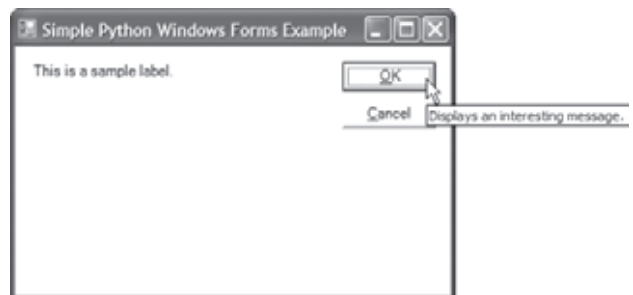 Simple Python Windows Forms Example
This is a sample label.
OK
Cancel
Displays an interesting message.